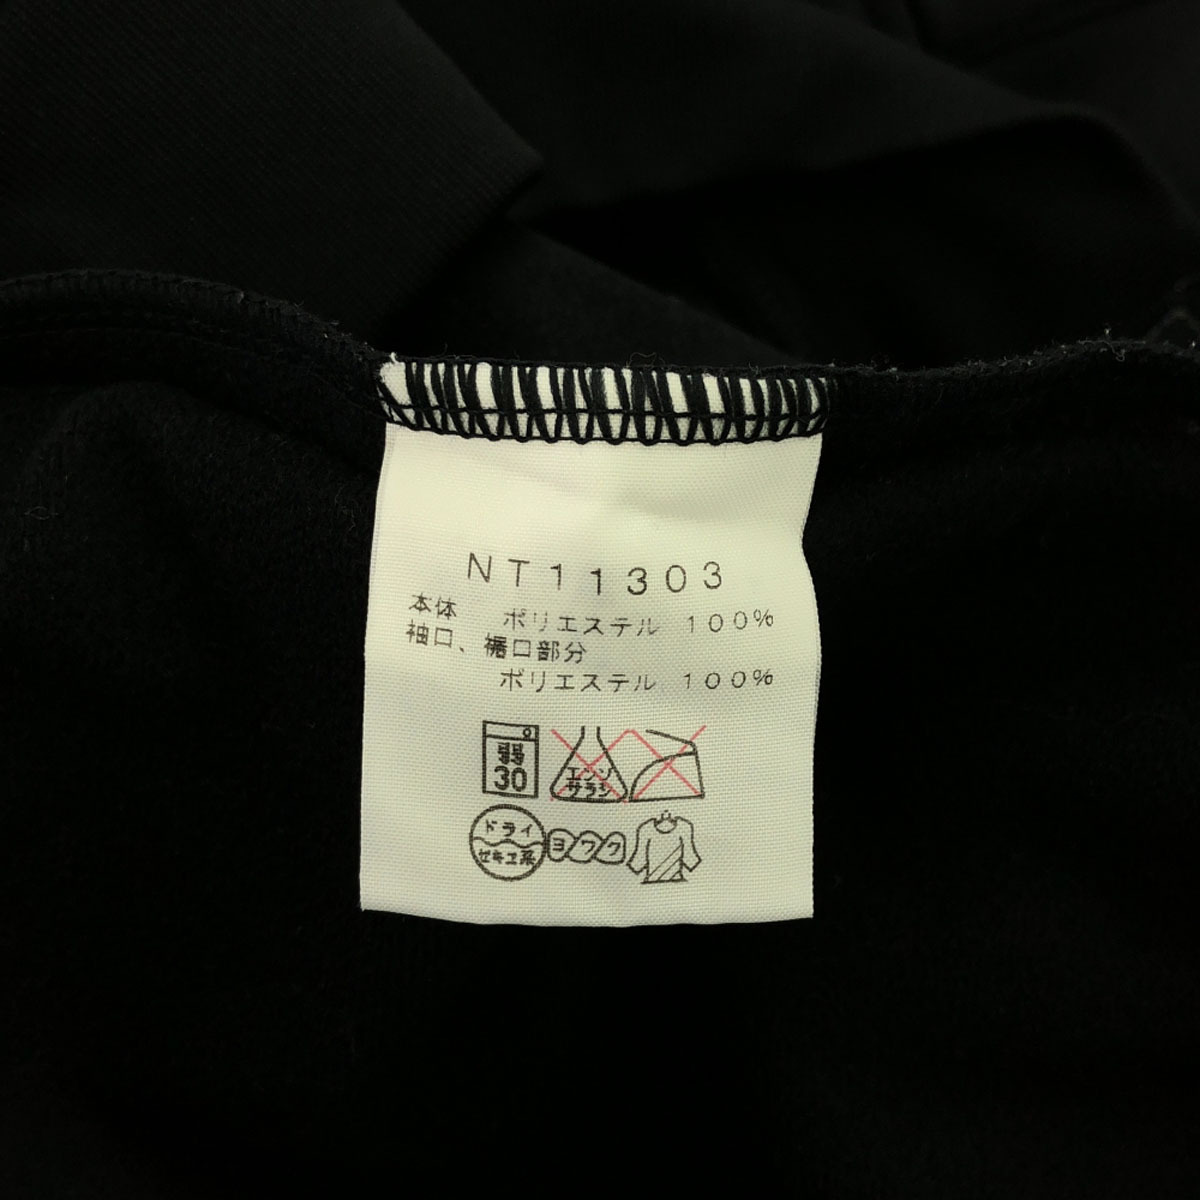 NT11303
本体 ポリエステル 100%
袖口、裾口部分
ポリエステル 100%
弱 30 エンソサラシ
ドライ セキユ系 ヨワク